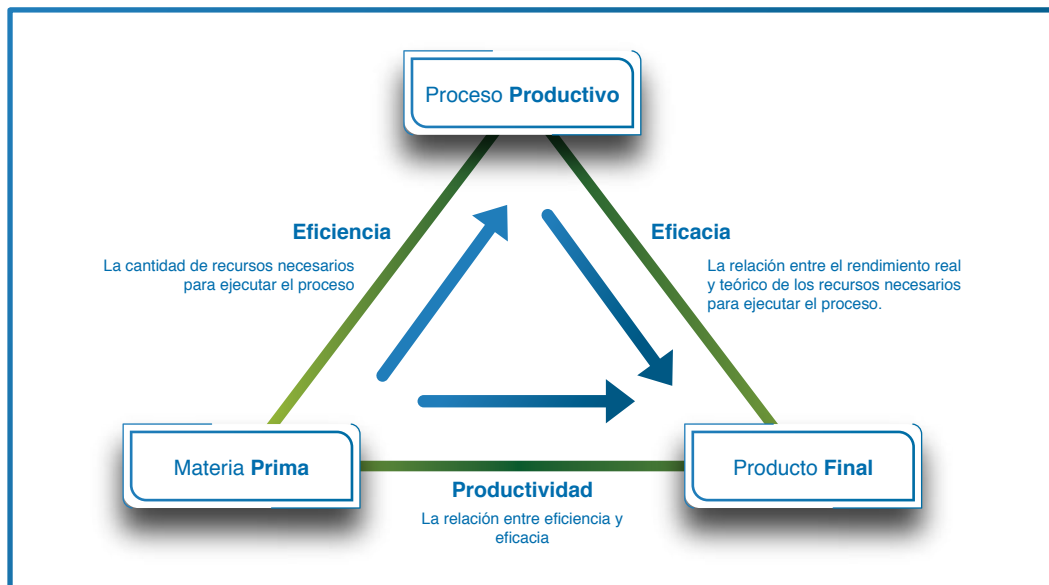 Proceso Productivo
Eficiencia
La cantidad de recursos necesarios
para ejecutar el proceso
Eficacia
La relación entre el rendimiento real
y teórico de los recursos necesarios
para ejecutar el proceso.
Materia Prima
Producto Final
Productividad
La relación entre eficiencia y
eficacia